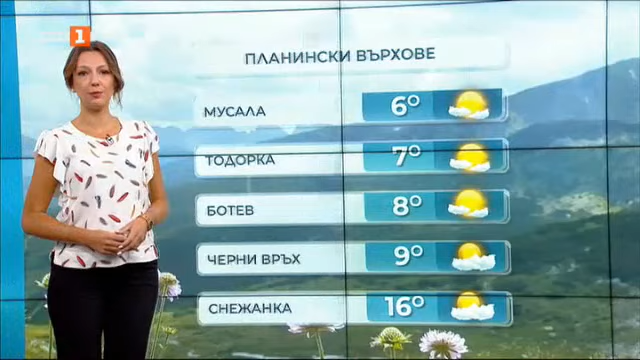 1
ПЛАНИНСКИ ВЪРХОВЕ
МУСАЛА 6°
ТОДОРКА 7°
БОТЕВ 8°
ЧЕРНИ ВРЪХ 9°
СНЕЖАНКА 16°